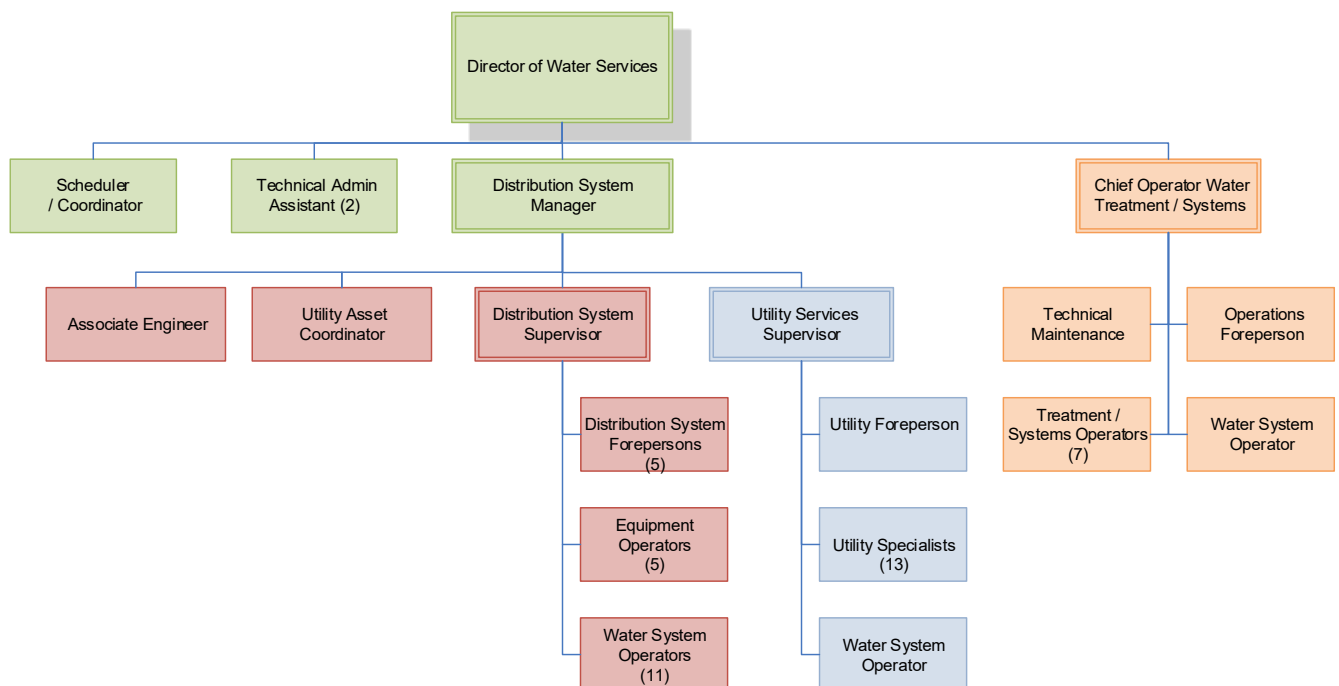 Director of Water Services
Scheduler
/ Coordinator
Technical Admin
Assistant (2)
Distribution System
Manager
Chief Operator Water
Treatment / Systems
Associate Engineer
Utility Asset
Coordinator
Distribution System
Supervisor
Utility Services
Supervisor
Technical
Maintenance
Operations
Foreperson
Distribution System
Forepersons
(5)
Utility Foreperson
Treatment /
Systems Operators
(7)
Water System
Operator
Equipment
Operators
(5)
Utility Specialists
(13)
Water System
Operators
(11)
Water System
Operator